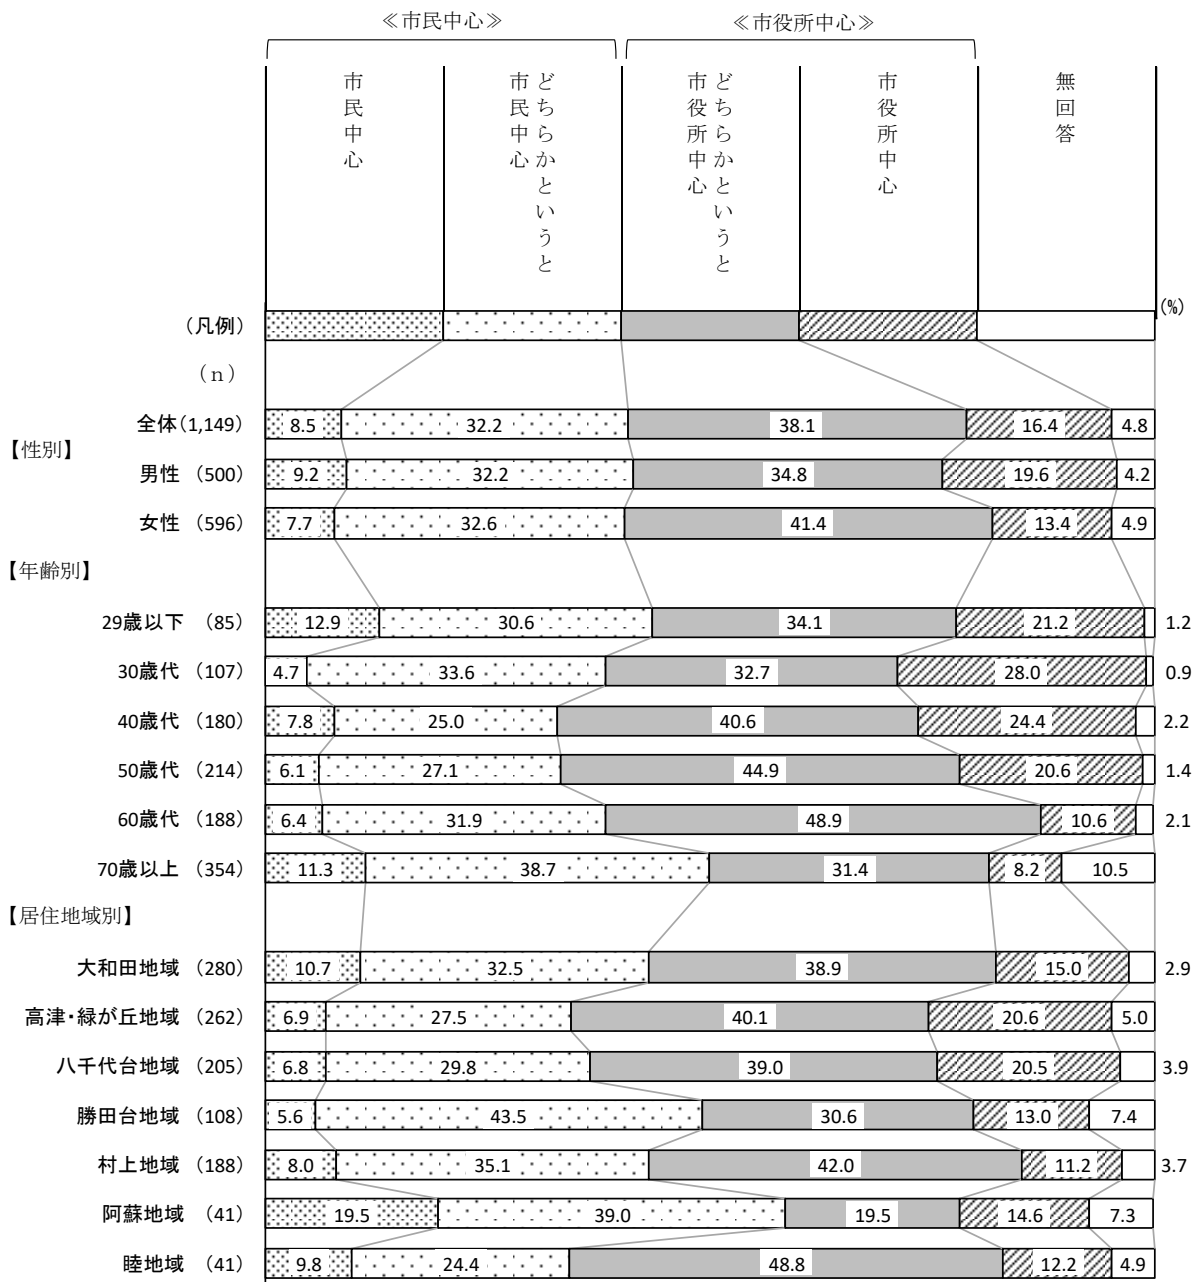 ≪市民中心≫ ≪市役所中心≫
市民中心
どちらかというと
市民中心
どちらかというと
市役所中心
市役所中心
無回答
(%)
(凡例)
(n)
全体(1,149) 8.5 32.2 38.1 16.4 4.8
【性別】
男性 (500) 9.2 32.2 34.8 19.6 4.2
女性 (596) 7.7 32.6 41.4 13.4 4.9
【年齢別】
29歳以下 (85) 12.9 30.6 34.1 21.2 1.2
30歳代 (107) 4.7 33.6 32.7 28.0 0.9
40歳代 (180) 7.8 25.0 40.6 24.4 2.2
50歳代 (214) 6.1 27.1 44.9 20.6 1.4
60歳代 (188) 6.4 31.9 48.9 10.6 2.1
70歳以上 (354) 11.3 38.7 31.4 8.2 10.5
【居住地域別】
大和田地域 (280) 10.7 32.5 38.9 15.0 2.9
高津・緑が丘地域 (262) 6.9 27.5 40.1 20.6 5.0
八千代台地域 (205) 6.8 29.8 39.0 20.5 3.9
勝田台地域 (108) 5.6 43.5 30.6 13.0 7.4
村上地域 (188) 8.0 35.1 42.0 11.2 3.7
阿蘇地域 (41) 19.5 39.0 19.5 14.6 7.3
睦地域 (41) 9.8 24.4 48.8 12.2 4.9